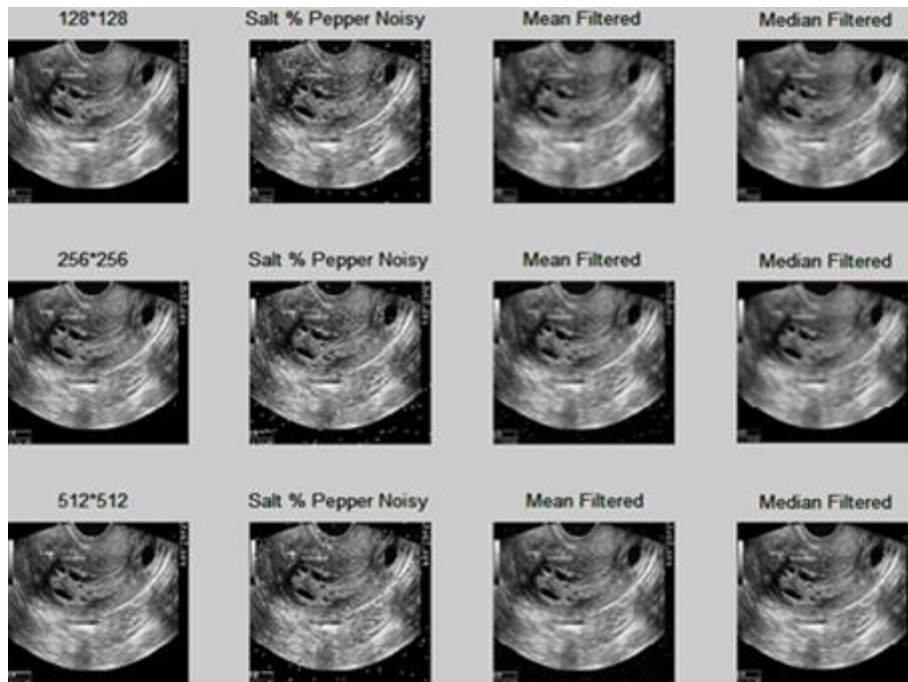 128*128 Salt % Pepper Noisy Mean Filtered Median Filtered
256*256 Salt % Pepper Noisy Mean Filtered Median Filtered
512*512 Salt % Pepper Noisy Mean Filtered Median Filtered